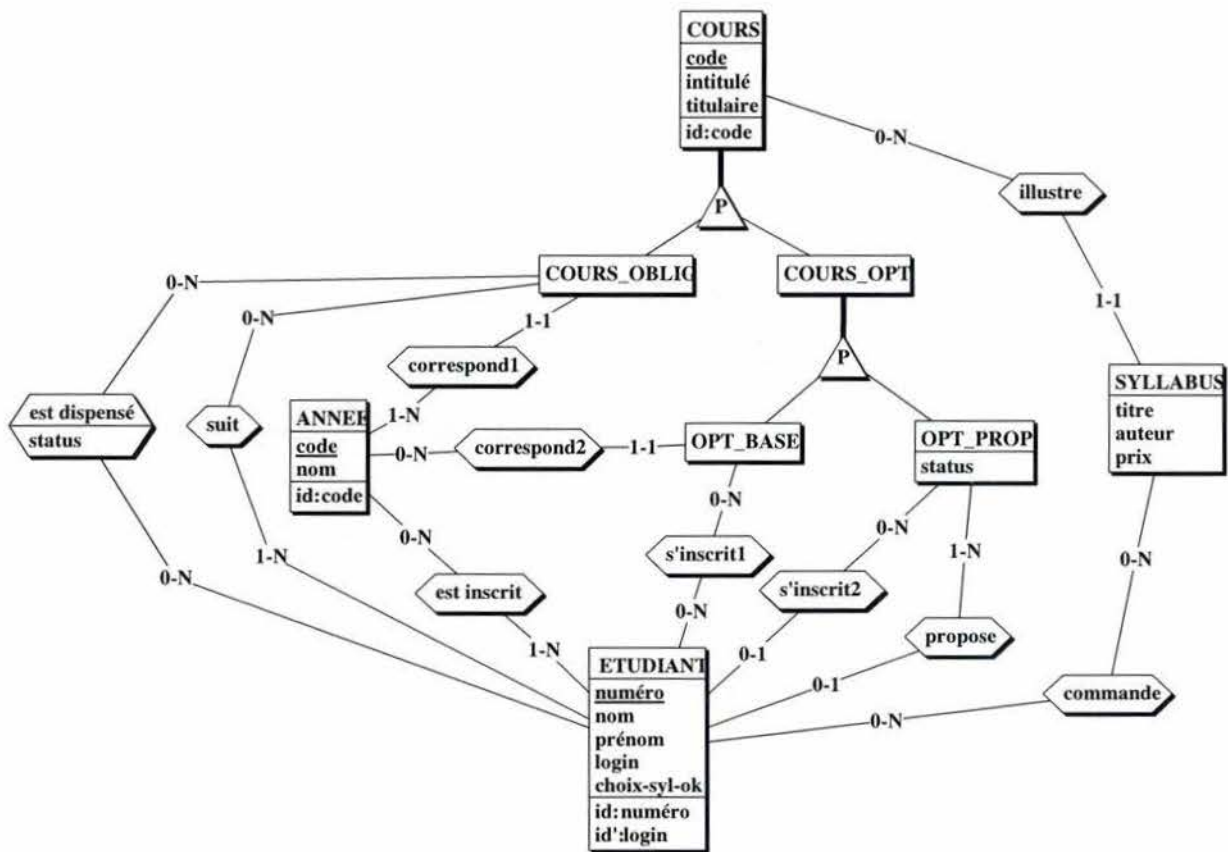 COURS
code
intitulé
titulaire
id:code
0-N
illustre
P
COURS_OBLIG
COURS_OPT
0-N
0-N
1-1
1-1
P
correspond1
SYLLABUS
titre
auteur
prix
est dispensé
status
suit
ANNEE
code
nom
id:code
1-N
0-N
correspond2
1-1
OPT_BASE
OPT_PROP
status
0-N
0-N
0-N
1-N
0-N
1-N
0-N
s'inscrit1
s'inscrit2
est inscrit
0-N
1-N
0-1
propose
0-1
commande
0-N
ETUDIANT
numéro
nom
prénom
login
choix-syl-ok
id:numéro
id':login